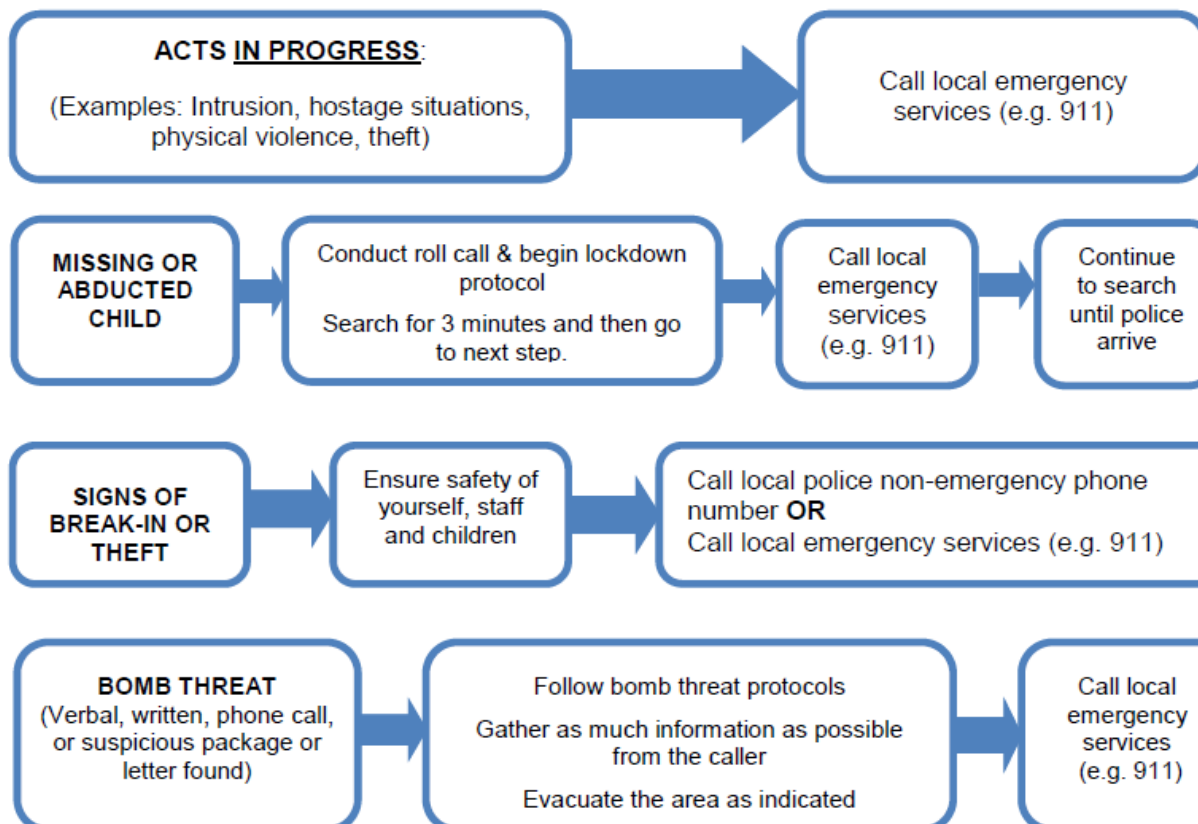 ACTS IN PROGRESS:
(Examples: Intrusion, hostage situations,
physical violence, theft)
Call local emergency
services (e.g. 911)
MISSING OR
ABDUCTED
CHILD
Conduct roll call & begin lockdown
protocol
Search for 3 minutes and then go
to next step.
Call local
emergency
services
(e.g. 911)
Continue
to search
until police
arrive
SIGNS OF
BREAK-IN OR
THEFT
Ensure safety of
yourself, staff
and children
Call local police non-emergency phone
number OR
Call local emergency services (e.g. 911)
BOMB THREAT
(Verbal, written, phone call,
or suspicious package or
letter found)
Follow bomb threat protocols
Gather as much information as possible
from the caller
Evacuate the area as indicated
Call local
emergency
services
(e.g. 911)